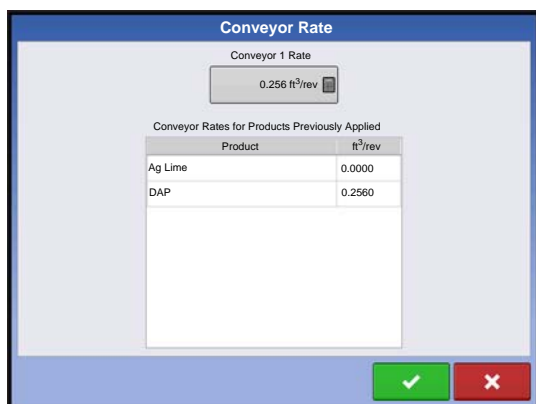 Conveyor Rate
Conveyor 1 Rate
0.256 ft³/rev
Conveyor Rates for Products Previously Applied
Product ft³/rev
Ag Lime 0.0000
DAP 0.2560